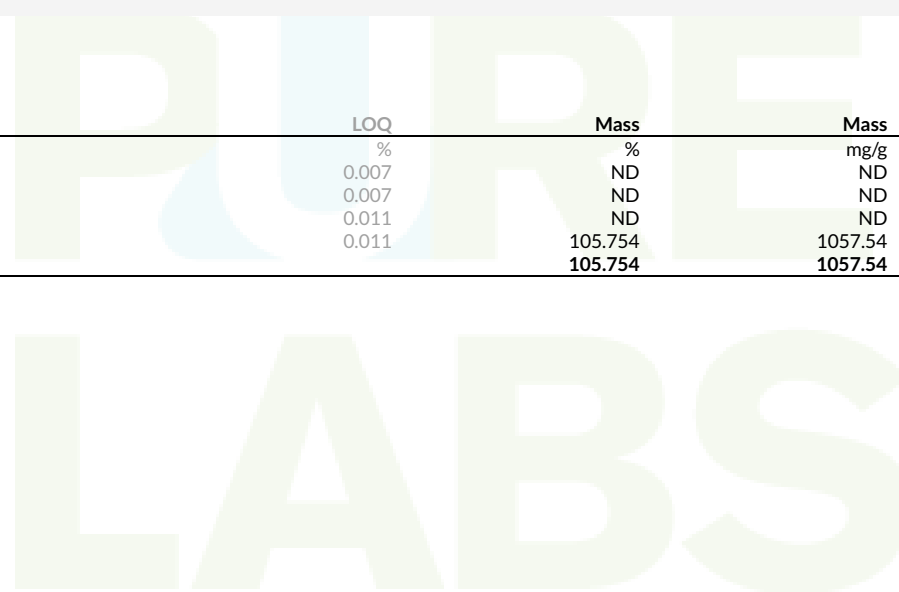 PURE
LOQ Mass Mass
% % mg/g
0.007 ND ND
0.007 ND ND
0.011 ND ND
0.011 105.754 1057.54
105.754 1057.54
LABS